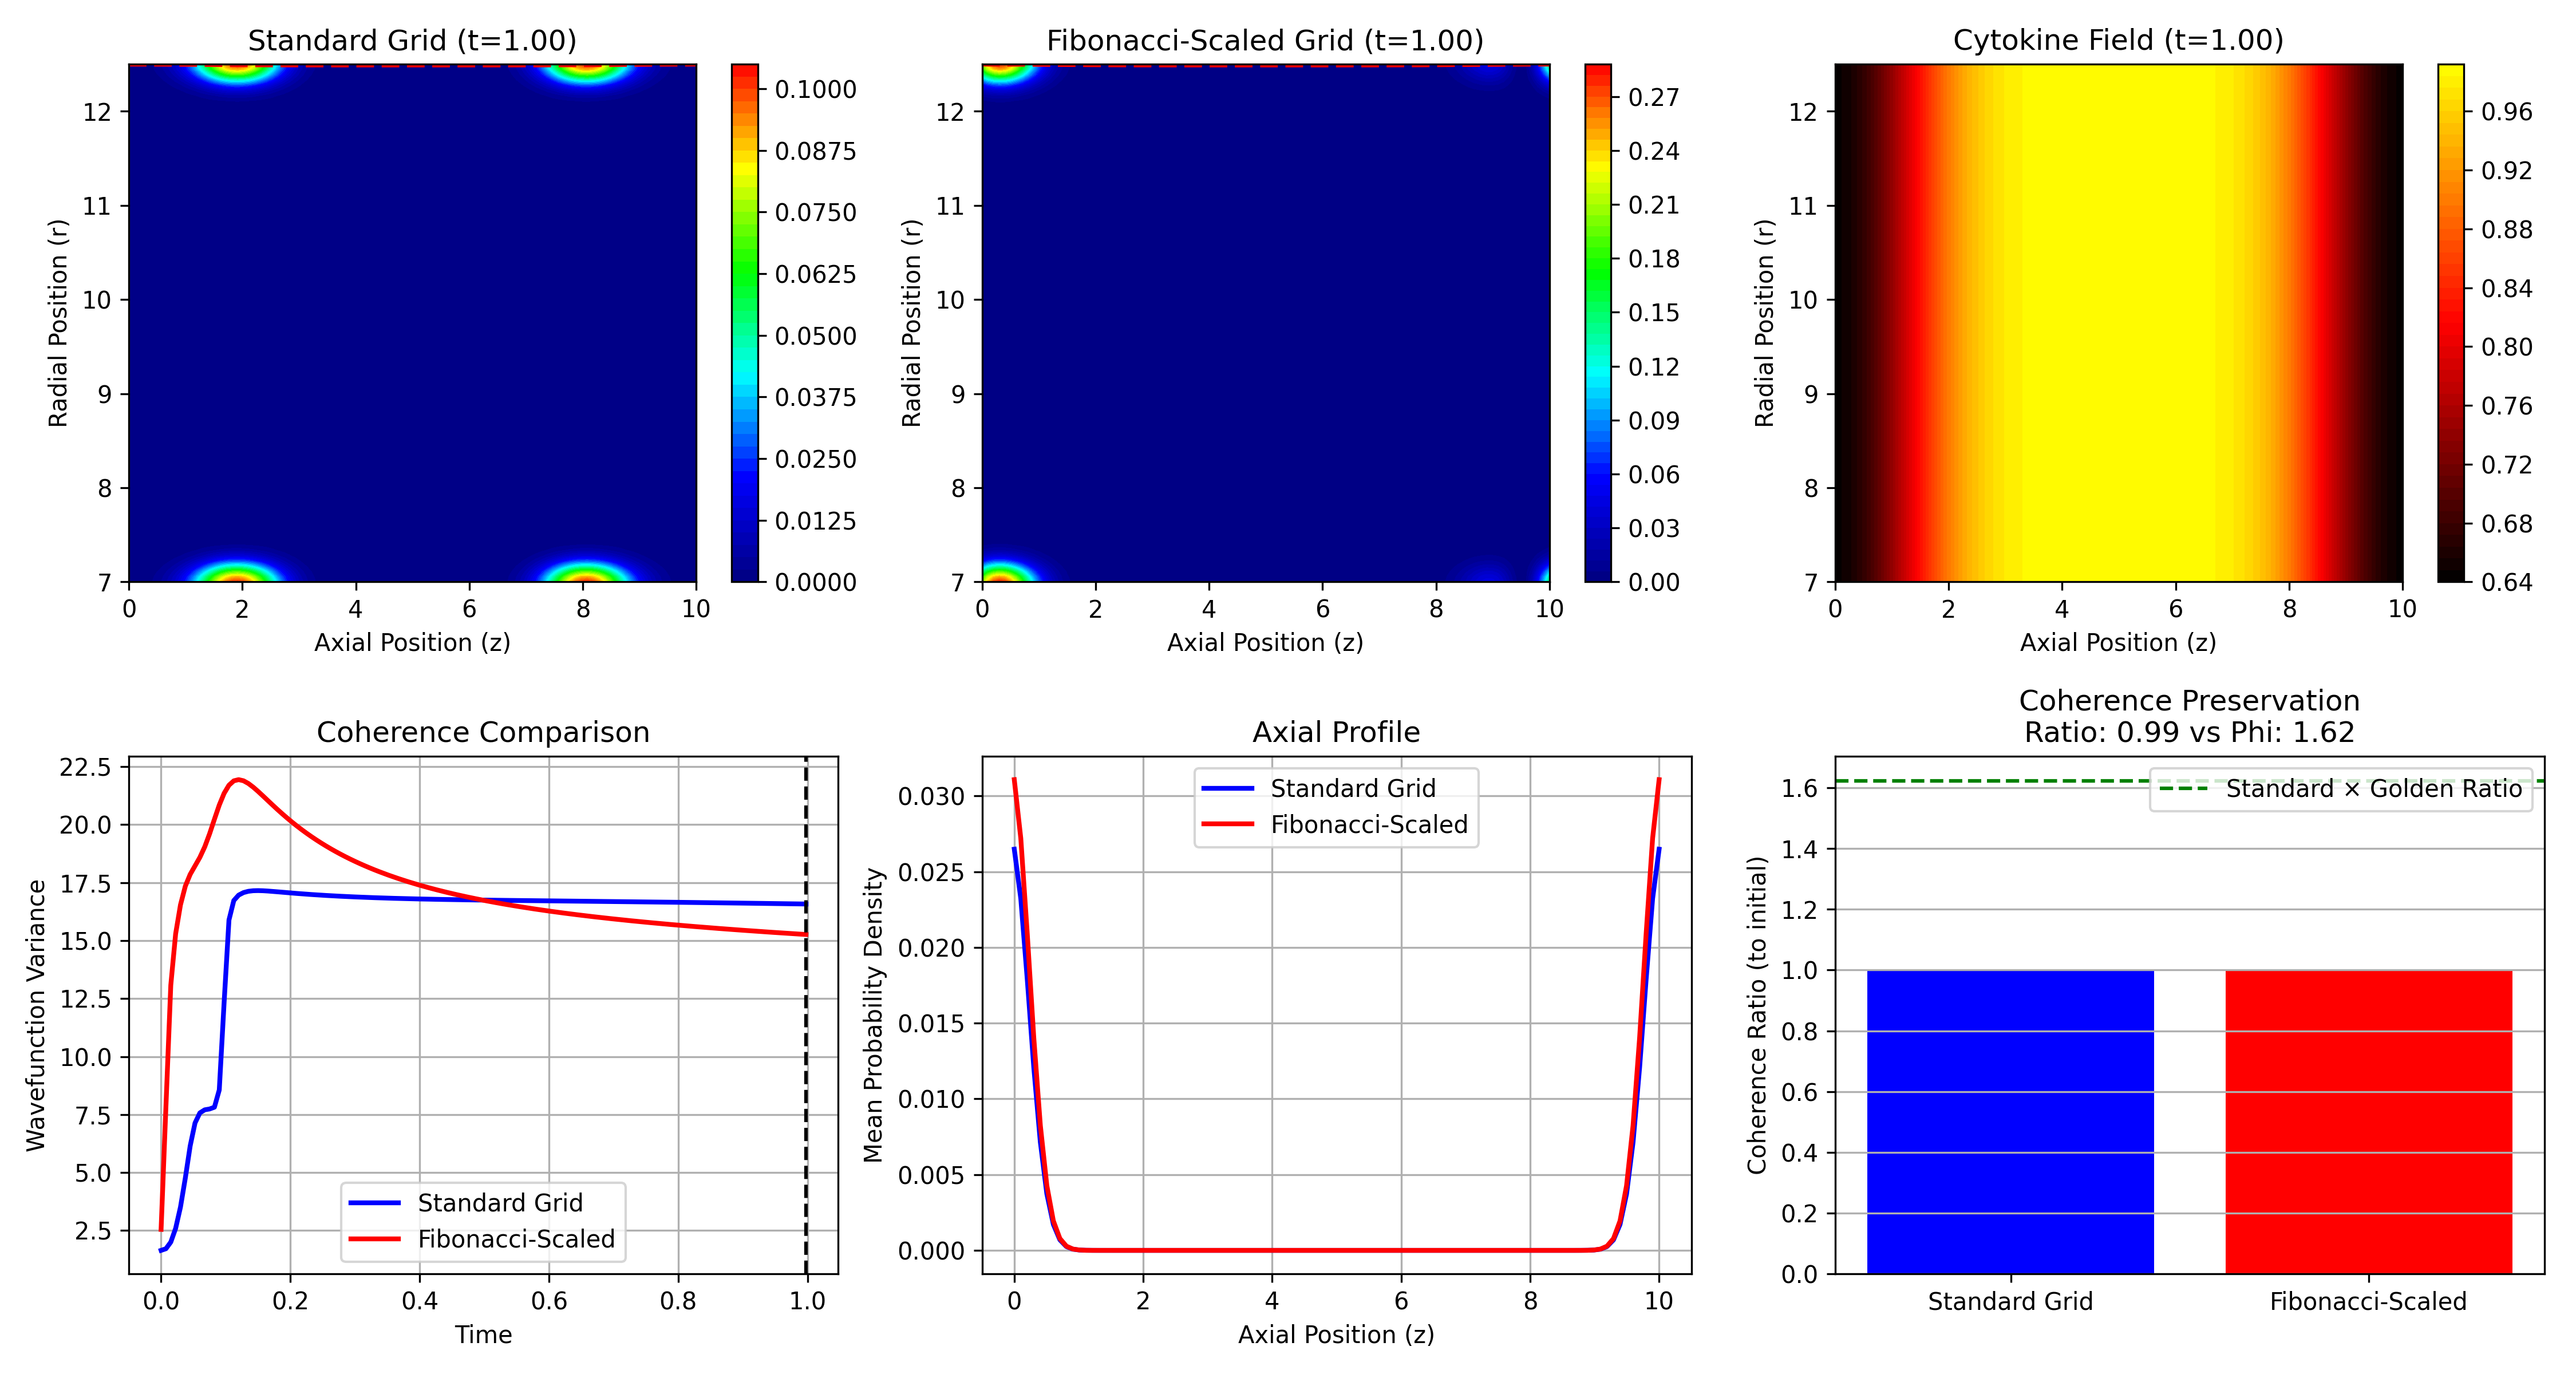 Standard Grid (t=1.00)
Radial Position (r)
12
11
10
9
8
7
0 2 4 6 8 10
Axial Position (z)
0.1000
0.0875
0.0750
0.0625
0.0500
0.0375
0.0250
0.0125
0.0000
Fibonacci-Scaled Grid (t=1.00)
Radial Position (r)
12
11
10
9
8
7
0 2 4 6 8 10
Axial Position (z)
0.27
0.24
0.21
0.18
0.15
0.12
0.09
0.06
0.03
0.00
Cytokine Field (t=1.00)
Radial Position (r)
12
11
10
9
8
7
0 2 4 6 8 10
Axial Position (z)
0.96
0.92
0.88
0.84
0.80
0.76
0.72
0.68
0.64
Coherence Comparison
Wavefunction Variance
22.5
20.0
17.5
15.0
12.5
10.0
7.5
5.0
2.5
Standard Grid
Fibonacci-Scaled
0.0 0.2 0.4 0.6 0.8 1.0
Time
Axial Profile
Mean Probability Density
0.030
0.025
0.020
0.015
0.010
0.005
0.000
Standard Grid
Fibonacci-Scaled
0 2 4 6 8 10
Axial Position (z)
Coherence Preservation
Ratio: 0.99 vs Phi: 1.62
Coherence Ratio (to initial)
1.6
1.4
1.2
1.0
0.8
0.6
0.4
0.2
0.0
Standard × Golden Ratio
Standard Grid Fibonacci-Scaled